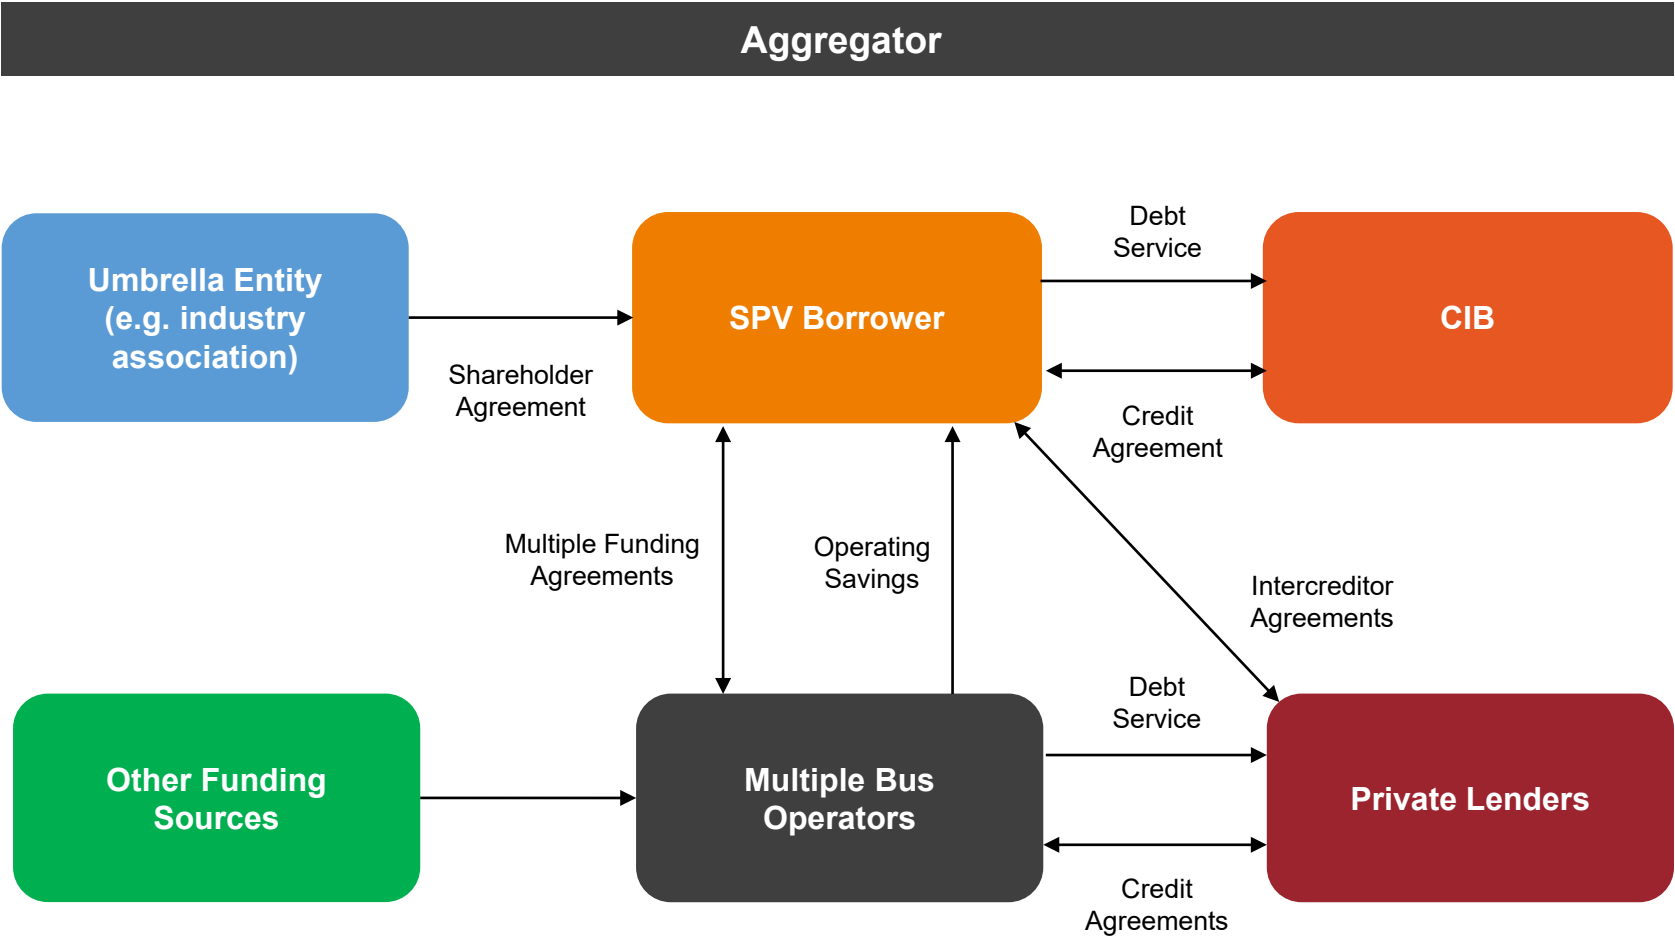 Aggregator
Umbrella Entity
(e.g. industry
association)
Shareholder
Agreement
SPV Borrower
Debt
Service
Credit
Agreement
CIB
Multiple Funding
Agreements
Operating
Savings
Intercreditor
Agreements
Other Funding
Sources
Multiple Bus
Operators
Debt
Service
Credit
Agreements
Private Lenders